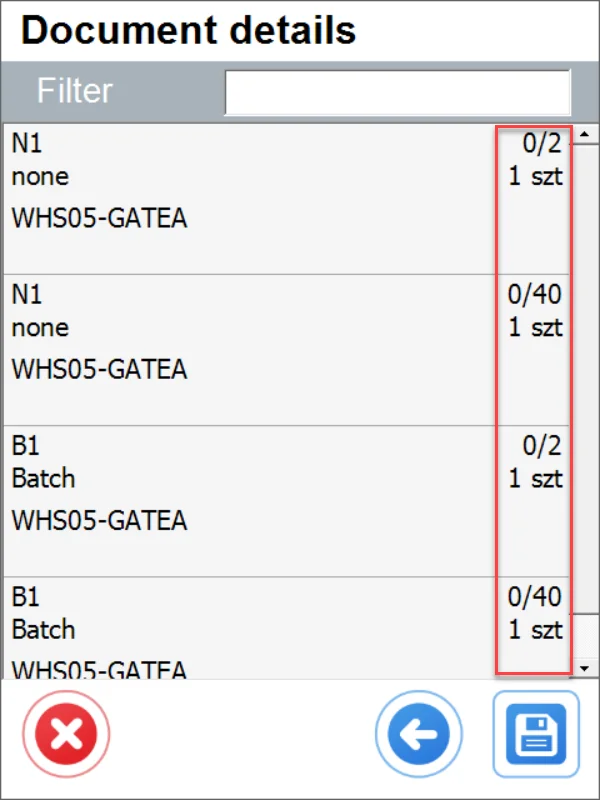 Document details
Filter
N1 0/2
none 1 szt
WHS05-GATEA
N1 0/40
none 1 szt
WHS05-GATEA
B1 0/2
Batch 1 szt
WHS05-GATEA
B1 0/40
Batch 1 szt
WHS05-GATEA